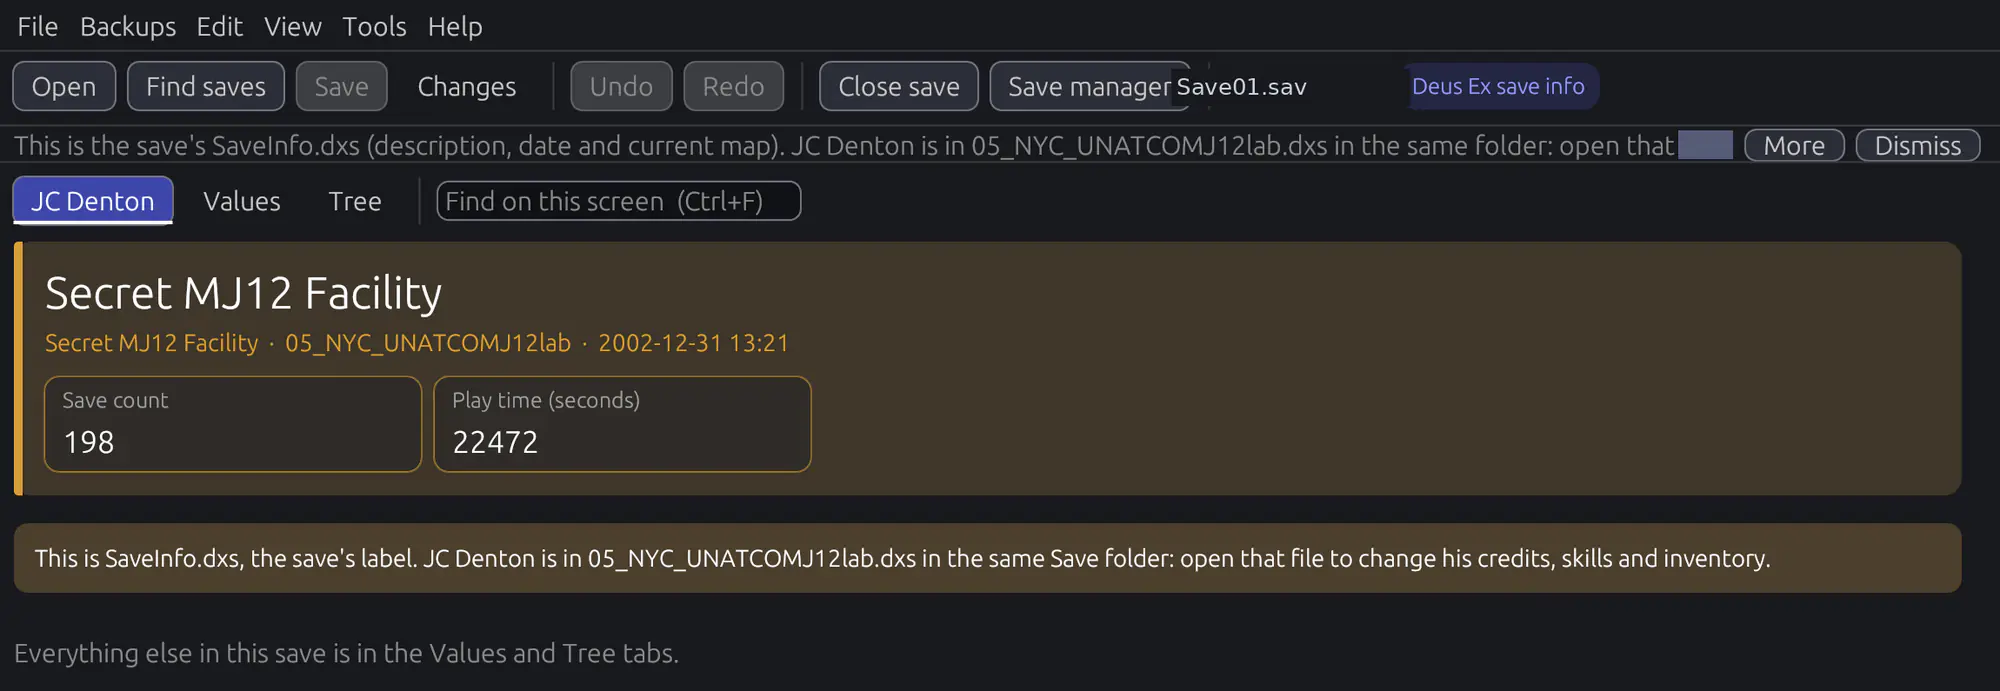 File Backups Edit View Tools Help
Open Find saves Save Changes Undo Redo Close save Save manager Save01.sav Deus Ex save info
This is the save's SaveInfo.dxs (description, date and current map). JC Denton is in 05_NYC_UNATCOMJ12lab.dxs in the same folder: open that More Dismiss
JC Denton Values Tree Find on this screen (Ctrl+F)
Secret MJ12 Facility
Secret MJ12 Facility · 05_NYC_UNATCOMJ12lab · 2002-12-31 13:21
Save count Play time (seconds)
198 22472
This is SaveInfo.dxs, the save's label. JC Denton is in 05_NYC_UNATCOMJ12lab.dxs in the same Save folder: open that file to change his credits, skills and inventory.
Everything else in this save is in the Values and Tree tabs.